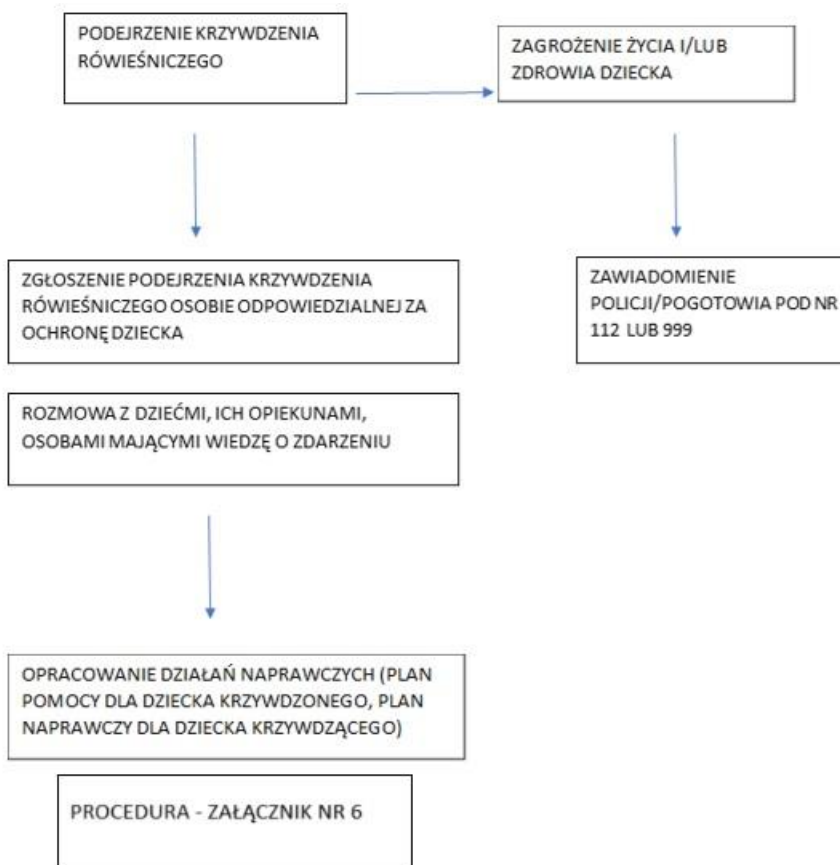 PODEJRZENIE KRZYWDZENIA
RÓWIEŚNICZEGO
ZAGROŻENIE ŻYCIA I/LUB
ZDROWIA DZIECKA
ZGŁOSZENIE PODEJRZENIA KRZYWDZENIA
RÓWIEŚNICZEGO OSOBIE ODPOWIEDZIALNEJ ZA
OCHRONĘ DZIECKA
ZAWIADOMIENIE
POLICJI/POGOTOWIA POD NR
112 LUB 999
ROZMOWA Z DZIEĆMI, ICH OPIEKUNAMI,
OSOBAMI MAJĄCYMI WIEDZĘ O ZDARZENIU
OPRACOWANIE DZIAŁAŃ NAPRAWCZYCH (PLAN
POMOCY DLA DZIECKA KRZYWDZONEGO, PLAN
NAPRAWCZY DLA DZIECKA KRZYWDZĄCEGO)
PROCEDURA - ZAŁĄCZNIK NR 6